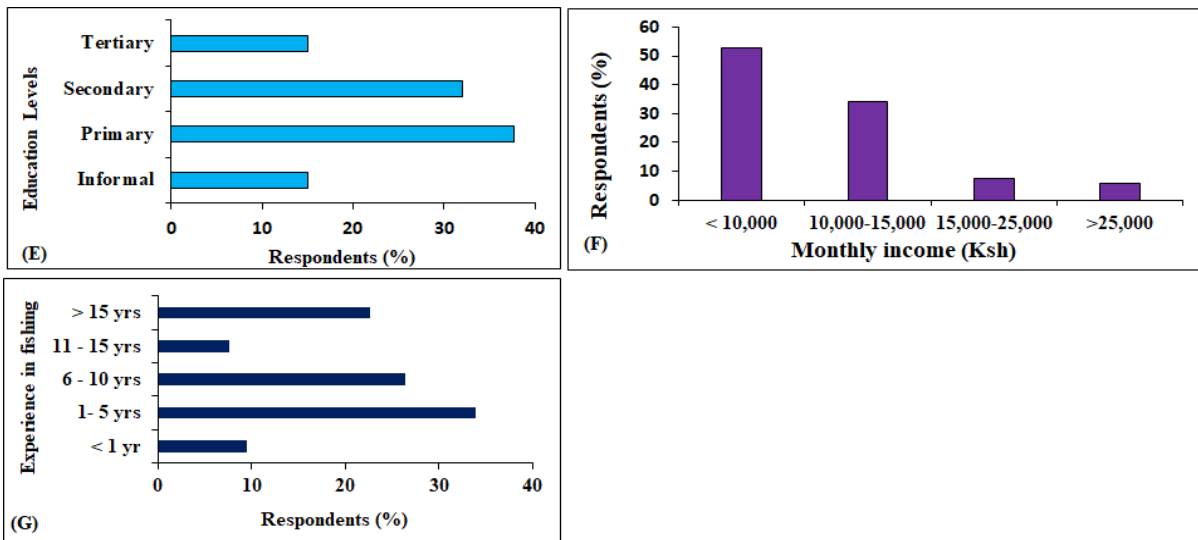 Education Levels
Tertiary
Secondary
Primary
Informal
0 10 20 30 40
Respondents (%)
(E)
Respondents (%)
60
50
40
30
20
10
0
< 10,000 10,000-15,000 15,000-25,000 >25,000
Monthly income (Ksh)
(F)
Experience in fishing
> 15 yrs
11 - 15 yrs
6 - 10 yrs
1- 5 yrs
< 1 yr
0 10 20 30 40
Respondents (%)
(G)